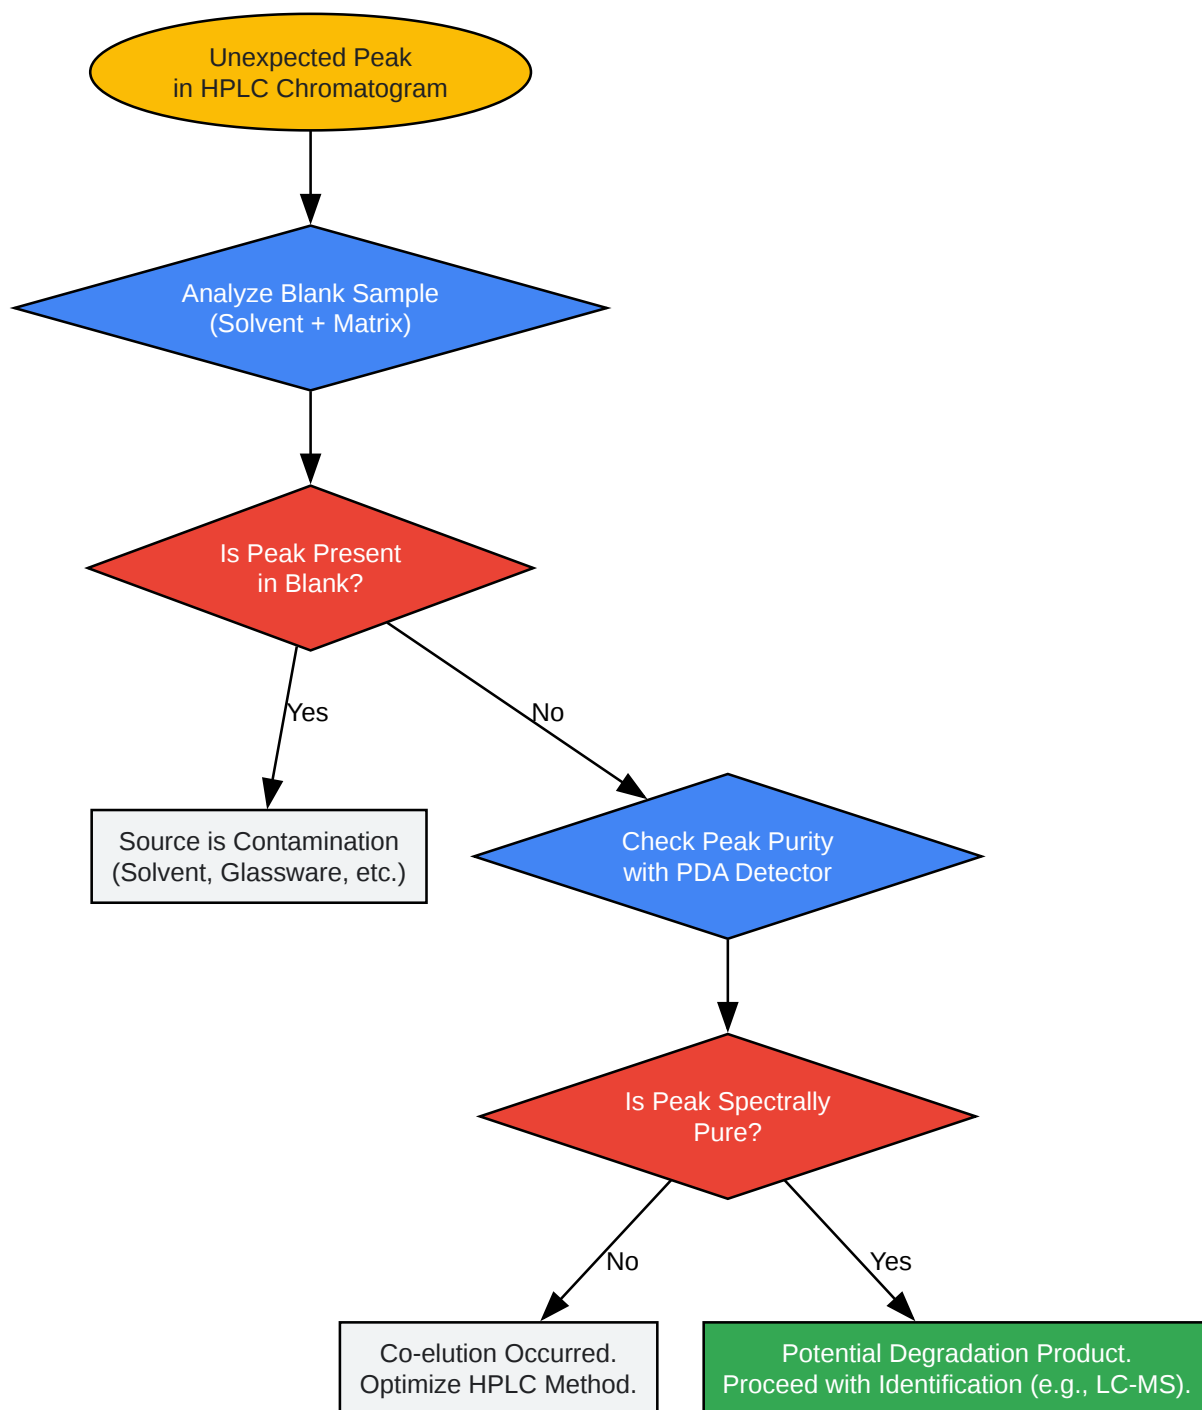 Unexpected Peak
in HPLC Chromatogram
Analyze Blank Sample
(Solvent + Matrix)
Is Peak Present
in Blank?
Yes
No
Source is Contamination
(Solvent, Glassware, etc.)
Check Peak Purity
with PDA Detector
Is Peak Spectrally
Pure?
No
Yes
Co-elution Occurred.
Optimize HPLC Method.
Potential Degradation Product.
Proceed with Identification (e.g., LC-MS).